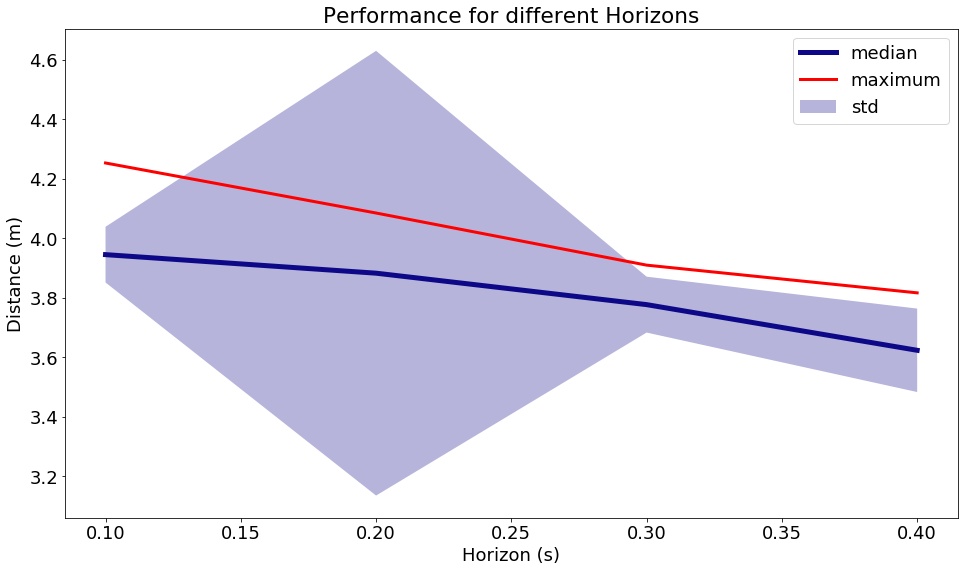 Performance for different Horizons
median
maximum
std
Distance (m)
4.6
4.4
4.2
4.0
3.8
3.6
3.4
3.2
0.10 0.15 0.20 0.25 0.30 0.35 0.40
Horizon (s)